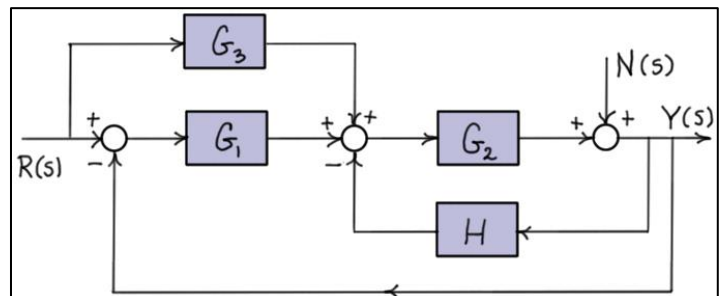 G₃
N(s)
+ + G₁ + + G₂ + + Y(s)
R(s) − −
H